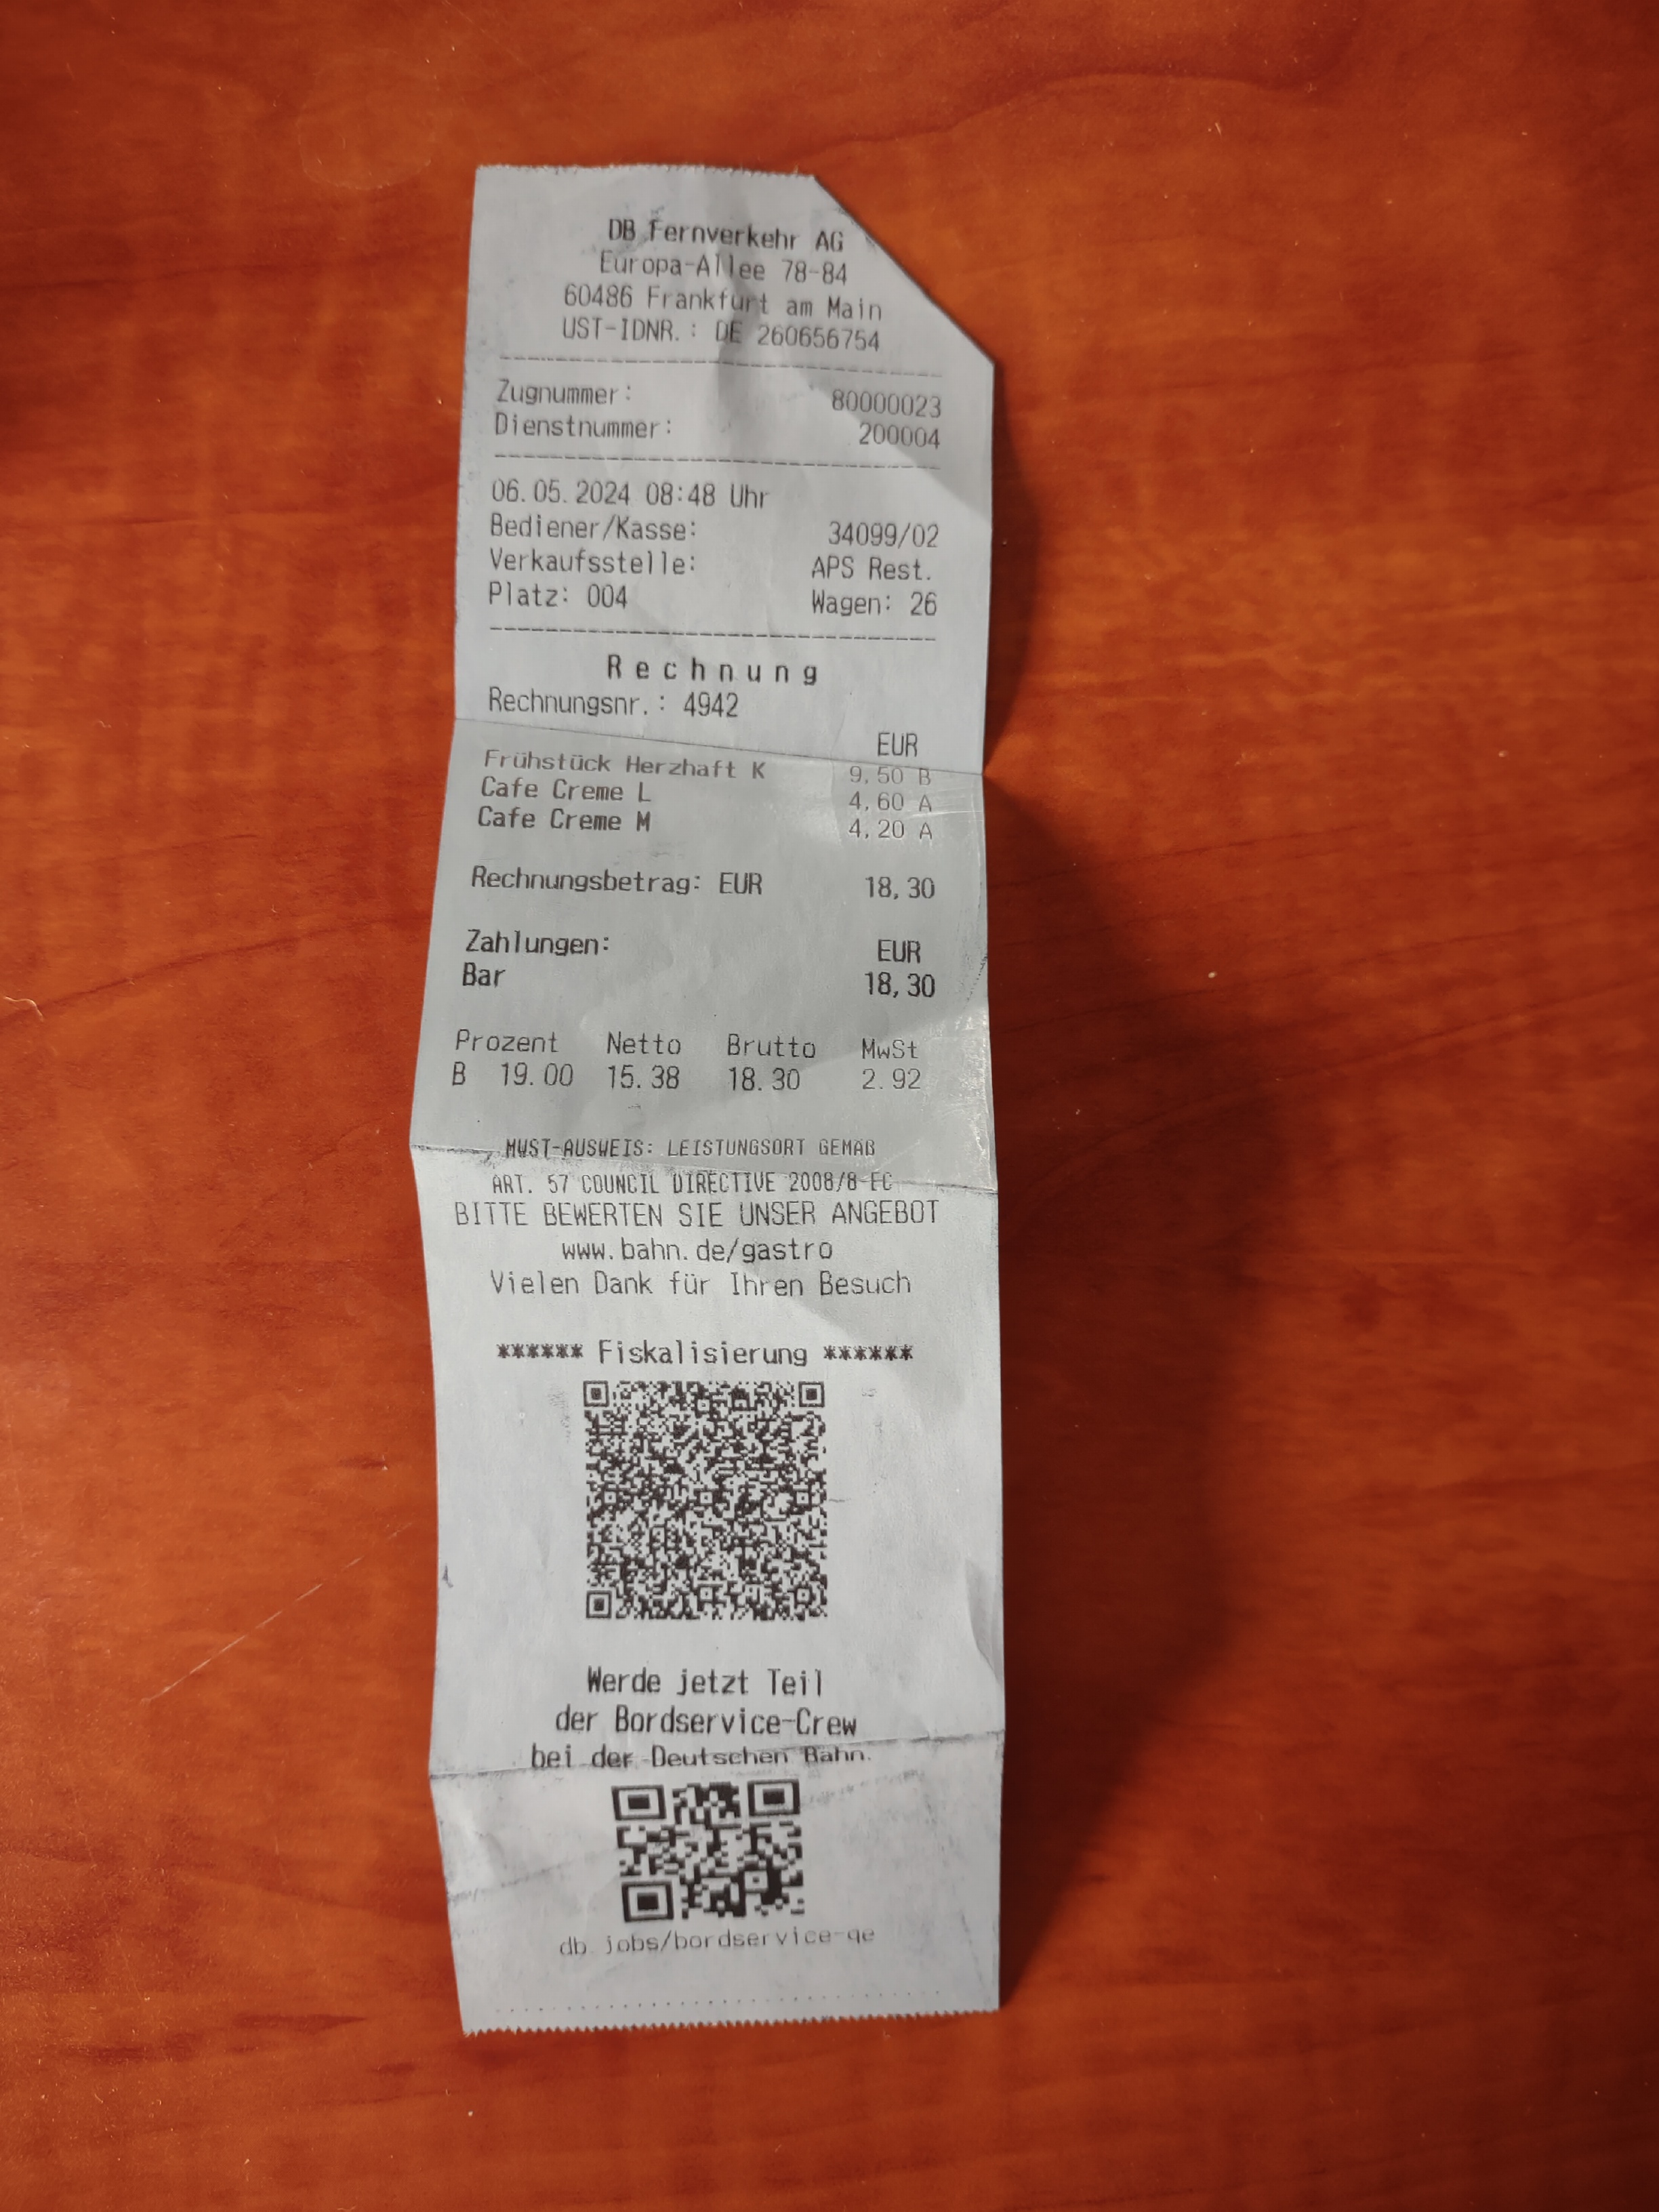 DB Fernverkehr AG
Europa-Allee 78-84
60486 Frankfurt am Main
UST-IDNR.: DE 260656754
Zugnummer: 80000023
Dienstnummer: 200004
06.05.2024 08:48 Uhr
Bediener/Kasse: 34099/02
Verkaufsstelle: APS Rest.
Platz: 004 Wagen: 26
Rechnung
Rechnungsnr.: 4942
EUR
Frühstück Herzhaft K 9,50 B
Cafe Creme L 4,60 A
Cafe Creme M 4,20 A
Rechnungsbetrag: EUR 18,30
Zahlungen: EUR
Bar 18,30
Prozent Netto Brutto MwSt
B 19.00 15.38 18.30 2.92
MWST-AUSWEIS: LEISTUNGSORT GEMÄß
ART. 57 COUNCIL DIRECTIVE 2008/8-EC
BITTE BEWERTEN SIE UNSER ANGEBOT
www.bahn.de/gastro
Vielen Dank für Ihren Besuch
****** Fiskalisierung ******
Werde jetzt Teil
der Bordservice-Crew
bei der Deutschen Bahn.
db.jobs/bordservice-qe